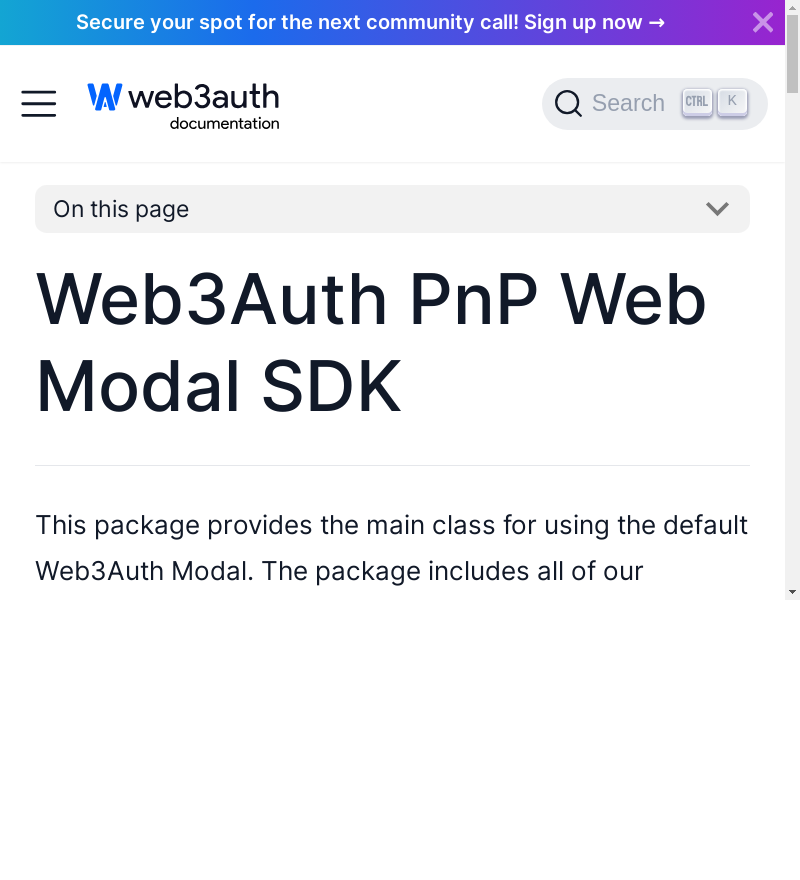 Secure your spot for the next community call! Sign up now →
web3auth
documentation
Search CTRL K
On this page
Web3Auth PnP Web
Modal SDK
This package provides the main class for using the default
Web3Auth Modal. The package includes all of our